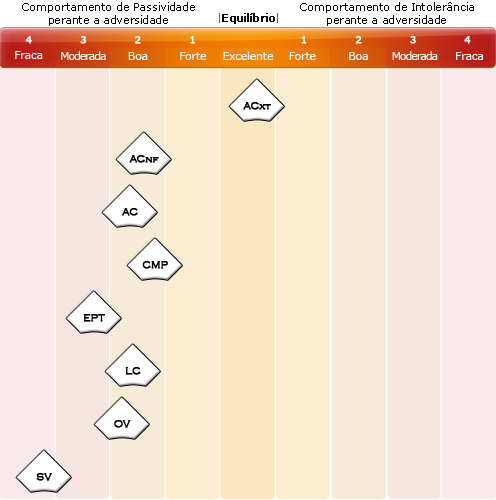 Comportamento de Passividade
perante a adversidade
|Equilíbrio|
Comportamento de Intolerância
perante a adversidade
4 3 2 1 1 2 3 4
Fraca Moderada Boa Forte Excelente Forte Boa Moderada Fraca
ACXT
ACNF
AC
CMP
EPT
LC
OV
SV